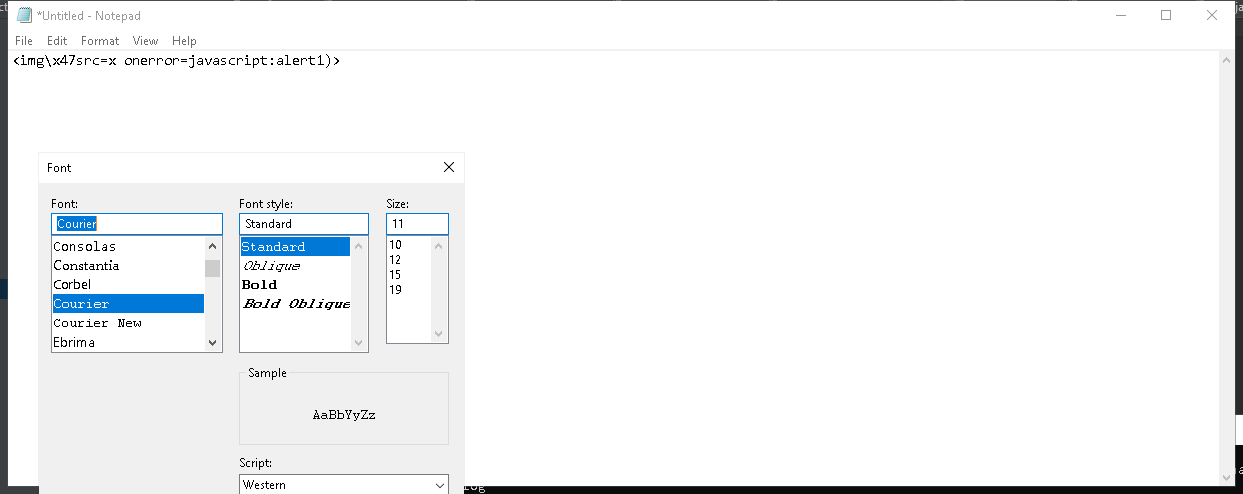 *Untitled - Notepad
File Edit Format View Help
<img\x47src=x onerror=javascript:alert1)>
Font
Font: Font style: Size:
Courier Standard 11
Consolas
Constantia
Corbel
Courier
Courier New
Ebrima
Standard
Oblique
Bold
Bold Oblique
10
12
15
19
Sample
AaBbYyZz
Script:
Western